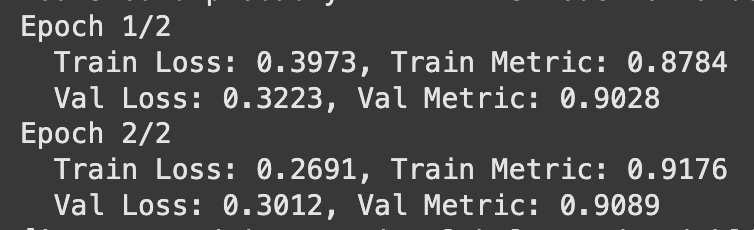 Epoch 1/2
Train Loss: 0.3973, Train Metric: 0.8784
Val Loss: 0.3223, Val Metric: 0.9028
Epoch 2/2
Train Loss: 0.2691, Train Metric: 0.9176
Val Loss: 0.3012, Val Metric: 0.9089